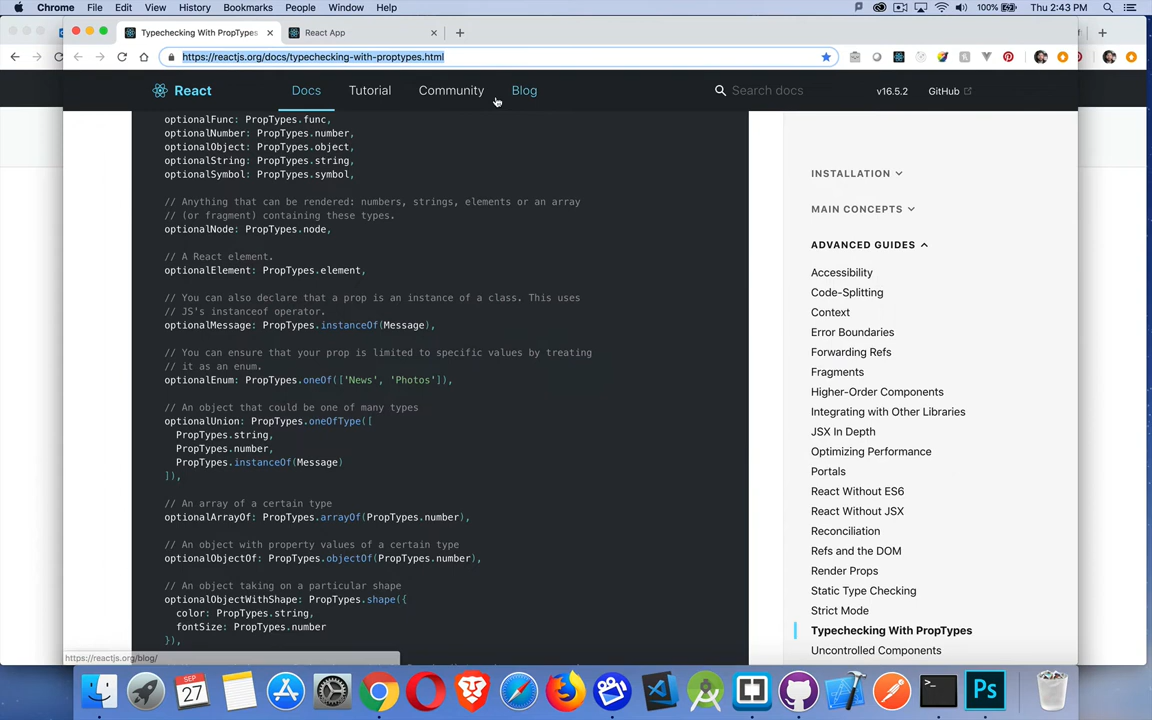 Chrome File Edit View History Bookmarks People Window Help
100% Thu 2:43 PM
Typechecking With PropTypes
React App
https://reactjs.org/docs/typechecking-with-proptypes.html
React Docs Tutorial Community Blog Search docs v16.5.2 GitHub
optionalFunc: PropTypes.func,
optionalNumber: PropTypes.number,
optionalObject: PropTypes.object,
optionalString: PropTypes.string,
optionalSymbol: PropTypes.symbol,
// Anything that can be rendered: numbers, strings, elements or an array
// (or fragment) containing these types.
optionalNode: PropTypes.node,
// A React element.
optionalElement: PropTypes.element,
// You can also declare that a prop is an instance of a class. This uses
// JS's instanceof operator.
optionalMessage: PropTypes.instanceOf(Message),
// You can ensure that your prop is limited to specific values by treating
// it as an enum.
optionalEnum: PropTypes.oneOf(['News', 'Photos']),
// An object that could be one of many types
optionalUnion: PropTypes.oneOfType([
PropTypes.string,
PropTypes.number,
PropTypes.instanceOf(Message)
]),
// An array of a certain type
optionalArrayOf: PropTypes.arrayOf(PropTypes.number),
// An object with property values of a certain type
optionalObjectOf: PropTypes.objectOf(PropTypes.number),
// An object taking on a particular shape
optionalObjectWithShape: PropTypes.shape({
color: PropTypes.string,
fontSize: PropTypes.number
}),
INSTALLATION
MAIN CONCEPTS
ADVANCED GUIDES
Accessibility
Code-Splitting
Context
Error Boundaries
Forwarding Refs
Fragments
Higher-Order Components
Integrating with Other Libraries
JSX In Depth
Optimizing Performance
Portals
React Without ES6
React Without JSX
Reconciliation
Refs and the DOM
Render Props
Static Type Checking
Strict Mode
Typechecking With PropTypes
Uncontrolled Components
https://reactjs.org/blog/
SEP
27
>_
Ps